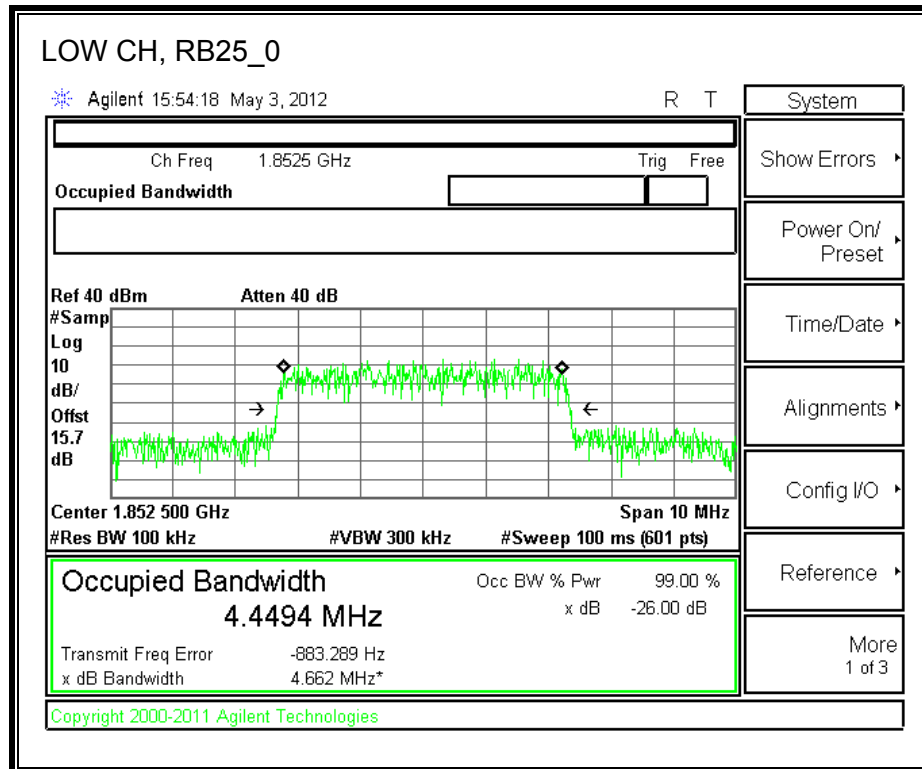 LOW CH, RB25_0
Agilent 15:54:18 May 3, 2012 R T
Ch Freq 1.8525 GHz Trig Free
Occupied Bandwidth
Ref 40 dBm Atten 40 dB
#Samp
Log
10
dB/
Offst
15.7
dB
Center 1.852 500 GHz Span 10 MHz
#Res BW 100 kHz #VBW 300 kHz #Sweep 100 ms (601 pts)
Occupied Bandwidth
4.4494 MHz
Occ BW % Pwr 99.00 %
x dB -26.00 dB
Transmit Freq Error -883.289 Hz
x dB Bandwidth 4.662 MHz*
Copyright 2000-2011 Agilent Technologies
System
Show Errors
Power On/
Preset
Time/Date
Alignments
Config I/O
Reference
More
1 of 3